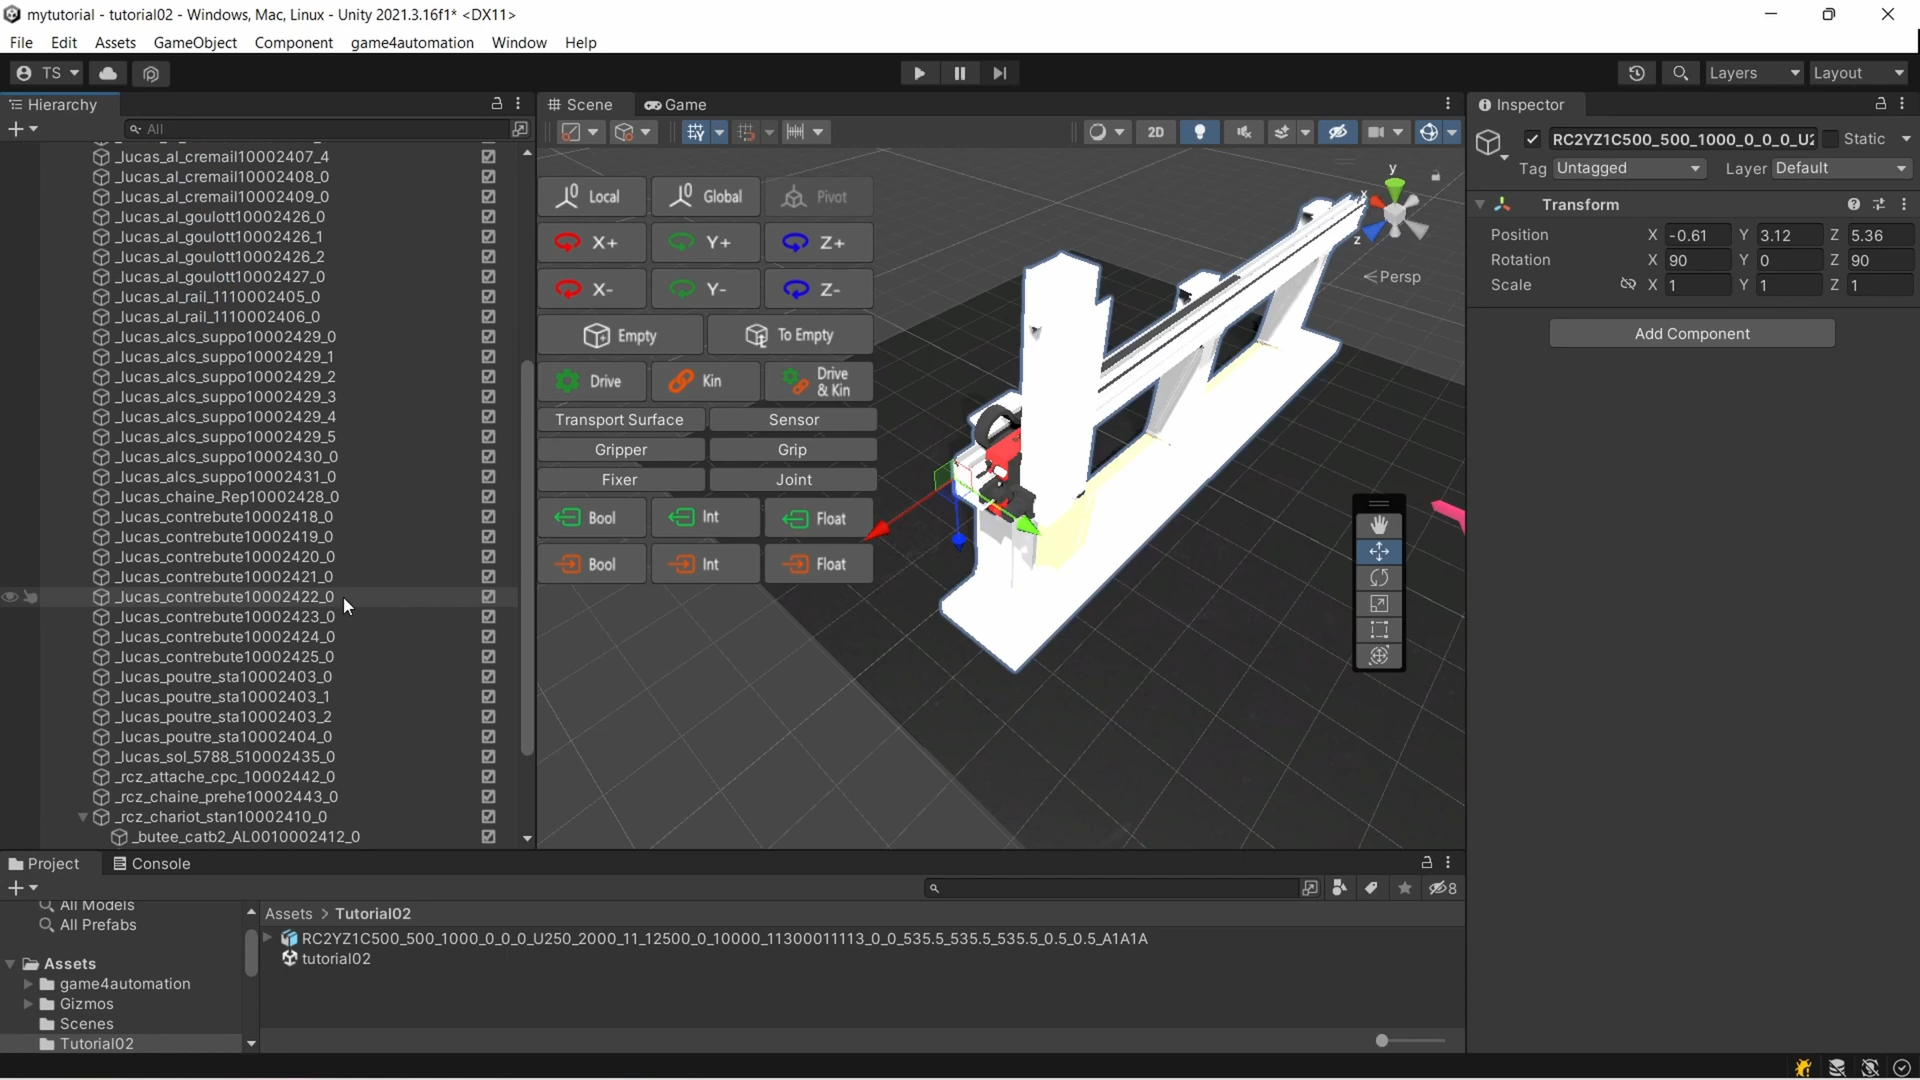 mytutorial - tutorial02 - Windows, Mac, Linux - Unity 2021.3.16f1* <DX11>
File Edit Assets GameObject Component game4automation Window Help
TS Layers Layout
Hierarchy
All
_lucas_al_cremail10002407_4
_lucas_al_cremail10002408_0
_lucas_al_cremail10002409_0
_lucas_al_goulott10002426_0
_lucas_al_goulott10002426_1
_lucas_al_goulott10002426_2
_lucas_al_goulott10002427_0
_lucas_al_rail_1110002405_0
_lucas_al_rail_1110002406_0
_lucas_alcs_suppo10002429_0
_lucas_alcs_suppo10002429_1
_lucas_alcs_suppo10002429_2
_lucas_alcs_suppo10002429_3
_lucas_alcs_suppo10002429_4
_lucas_alcs_suppo10002429_5
_lucas_alcs_suppo10002430_0
_lucas_alcs_suppo10002431_0
_lucas_chaine_Rep10002428_0
_lucas_contrebute10002418_0
_lucas_contrebute10002419_0
_lucas_contrebute10002420_0
_lucas_contrebute10002421_0
_lucas_contrebute10002422_0
_lucas_contrebute10002423_0
_lucas_contrebute10002424_0
_lucas_contrebute10002425_0
_lucas_poutre_sta10002403_0
_lucas_poutre_sta10002403_1
_lucas_poutre_sta10002403_2
_lucas_poutre_sta10002404_0
_lucas_sol_5788_510002435_0
_rcz_attache_cpc_10002442_0
_rcz_chaine_prehe10002443_0
_rcz_chariot_stan10002410_0
_butee_catb2_AL0010002412_0
Scene Game
2D
Local Global Pivot
X+ Y+ Z+
X- Y- Z-
Empty To Empty
Drive Kin Drive & Kin
Transport Surface Sensor
Gripper Grip
Fixer Joint
Bool Int Float
Bool Int Float
y
x
z
Persp
Inspector
RC2YZ1C500_500_1000_0_0_0_U2 Static
Tag Untagged Layer Default
Transform
Position X -0.61 Y 3.12 Z 5.36
Rotation X 90 Y 0 Z 90
Scale X 1 Y 1 Z 1
Add Component
Project Console
8
All Models
All Prefabs
Assets
game4automation
Gizmos
Scenes
Tutorial02
Assets > Tutorial02
RC2YZ1C500_500_1000_0_0_0_U250_2000_11_12500_0_10000_11300011113_0_0_535.5_535.5_535.5_0.5_0.5_A1A1A
tutorial02